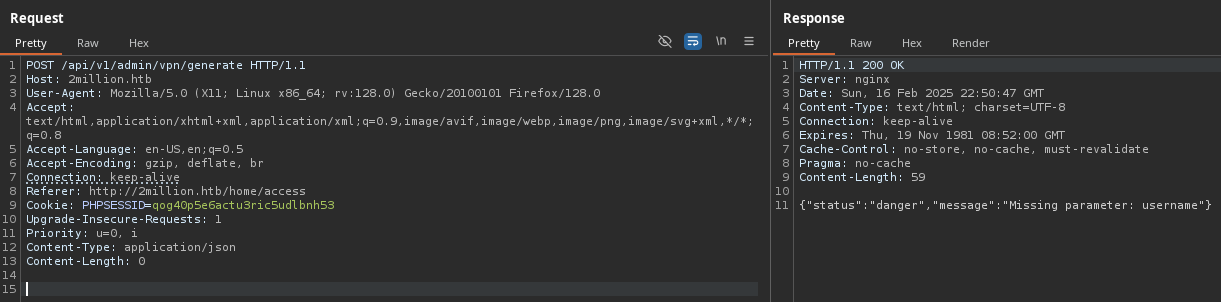 Request
Pretty Raw Hex
\n
1 POST /api/v1/admin/vpn/generate HTTP/1.1
2 Host: 2million.htb
3 User-Agent: Mozilla/5.0 (X11; Linux x86_64; rv:128.0) Gecko/20100101 Firefox/128.0
4 Accept:
text/html,application/xhtml+xml,application/xml;q=0.9,image/avif,image/webp,image/png,image/svg+xml,*/*;
q=0.8
5 Accept-Language: en-US,en;q=0.5
6 Accept-Encoding: gzip, deflate, br
7 Connection: keep-alive
8 Referer: http://2million.htb/home/access
9 Cookie: PHPSESSID=qog40p5e6actu3ric5udlbnh53
10 Upgrade-Insecure-Requests: 1
11 Priority: u=0, i
12 Content-Type: application/json
13 Content-Length: 0
14
15
Response
Pretty Raw Hex Render
1 HTTP/1.1 200 OK
2 Server: nginx
3 Date: Sun, 16 Feb 2025 22:50:47 GMT
4 Content-Type: text/html; charset=UTF-8
5 Connection: keep-alive
6 Expires: Thu, 19 Nov 1981 08:52:00 GMT
7 Cache-Control: no-store, no-cache, must-revalidate
8 Pragma: no-cache
9 Content-Length: 59
10
11 {"status":"danger","message":"Missing parameter: username"}